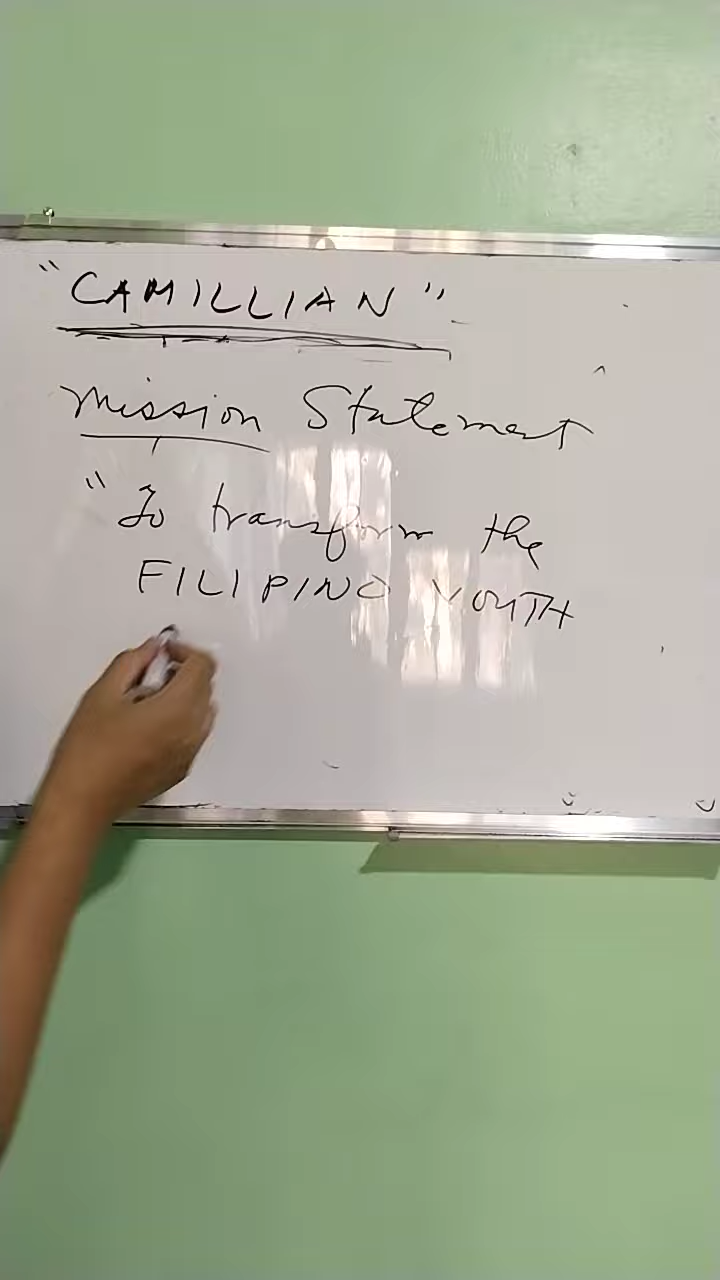 "CAMILLIAN"
Mission Statement
"To transform the
FILIPINO YOUTH